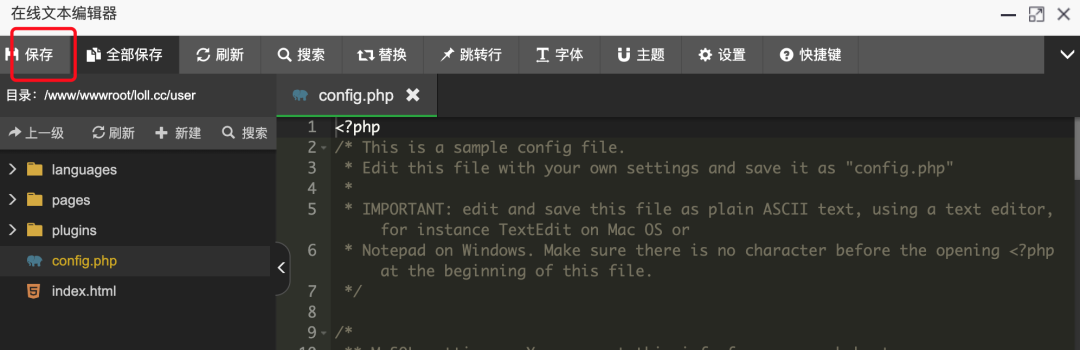 在线文本编辑器
保存 全部保存 刷新 搜索 替换 跳转行 字体 主题 设置 快捷键
目录：/www/wwwroot/loll.cc/user
config.php
上一级 刷新 新建 搜索
languages
pages
plugins
config.php
index.html
1 <?php
2 /* This is a sample config file.
3 * Edit this file with your own settings and save it as "config.php"
4 *
5 * IMPORTANT: edit and save this file as plain ASCII text, using a text editor,
for instance TextEdit on Mac OS or
6 * Notepad on Windows. Make sure there is no character before the opening <?php
at the beginning of this file.
7 */
8
9 /*